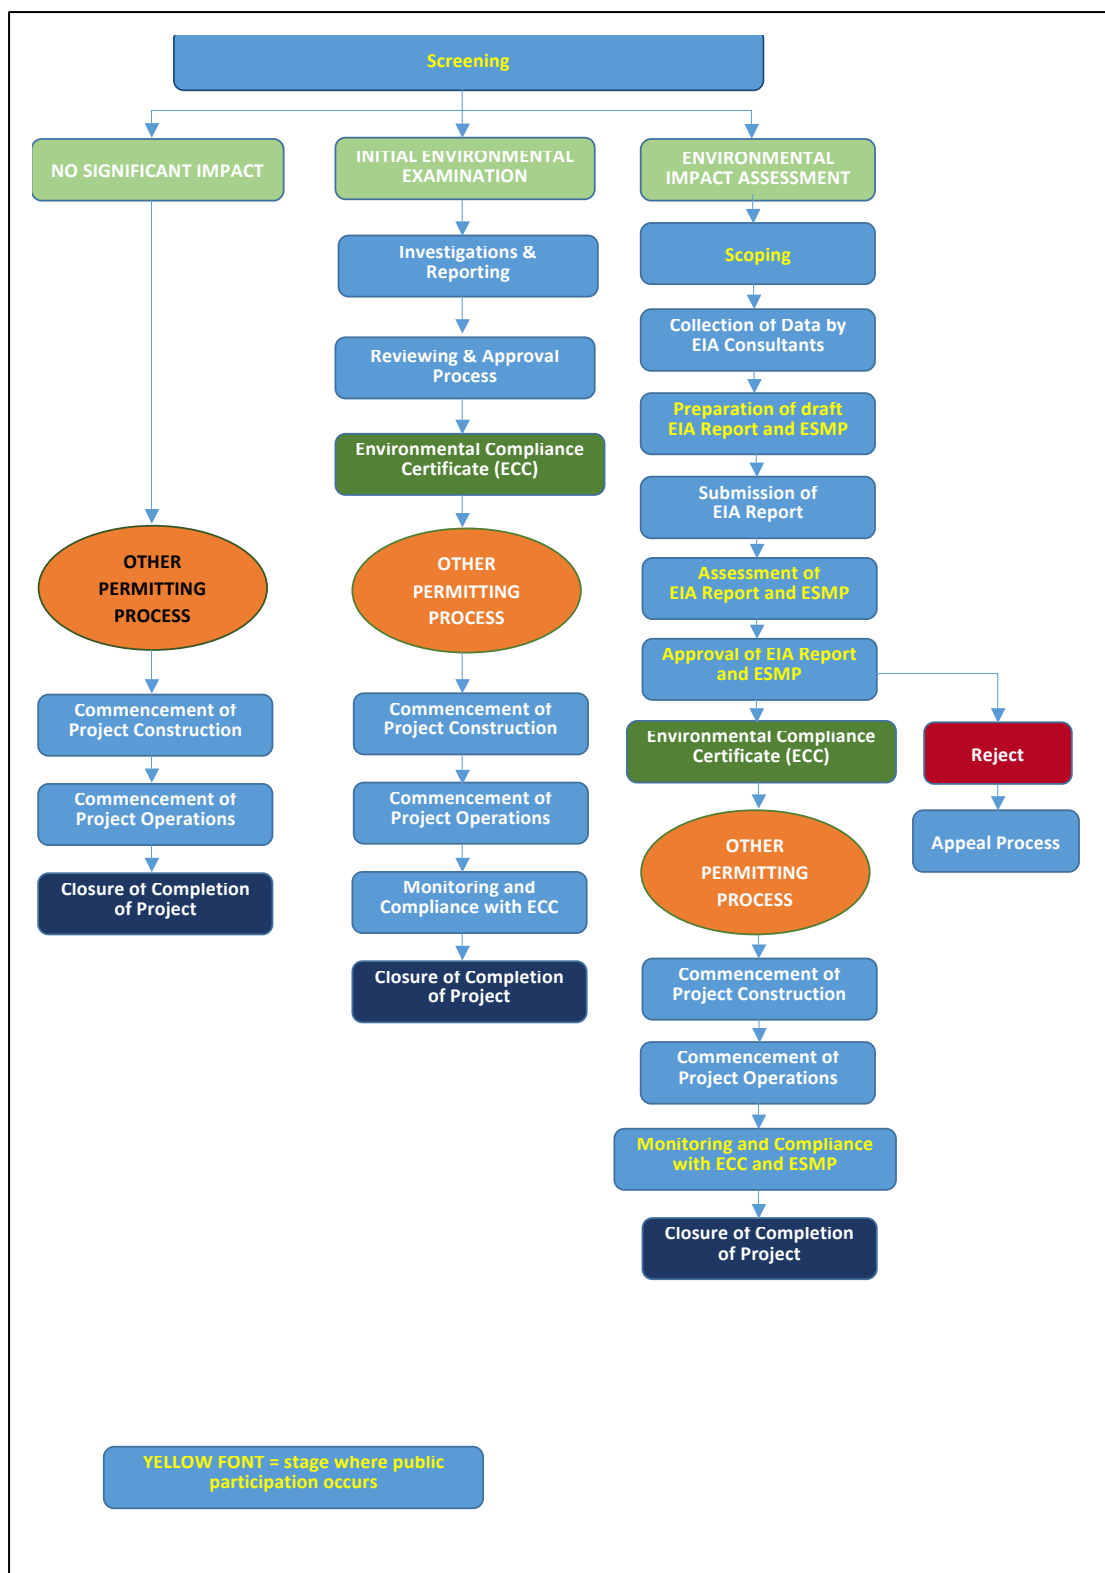 Screening
NO SIGNIFICANT IMPACT
INITIAL ENVIRONMENTAL
EXAMINATION
ENVIRONMENTAL
IMPACT ASSESSMENT
Investigations &
Reporting
Reviewing & Approval
Process
Environmental Compliance
Certificate (ECC)
Scoping
Collection of Data by
EIA Consultants
Preparation of draft
EIA Report and ESMP
Submission of
EIA Report
Assessment of
EIA Report and ESMP
Approval of EIA Report
and ESMP
Environmental Compliance
Certificate (ECC)
Reject
Appeal Process
OTHER
PERMITTING
PROCESS
Commencement of
Project Construction
Commencement of
Project Operations
Closure of Completion
of Project
OTHER
PERMITTING
PROCESS
Commencement of
Project Construction
Commencement of
Project Operations
Monitoring and
Compliance with ECC
Closure of Completion
of Project
OTHER
PERMITTING
PROCESS
Commencement of
Project Construction
Commencement of
Project Operations
Monitoring and Compliance
with ECC and ESMP
Closure of Completion
of Project
YELLOW FONT = stage where public
participation occurs